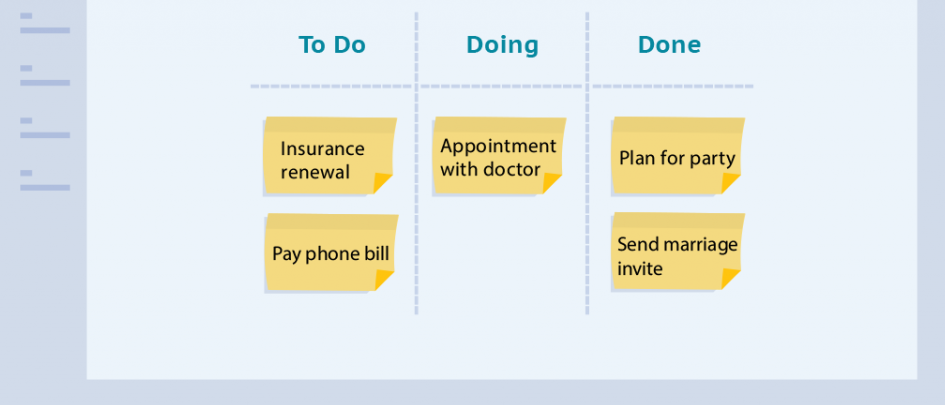 To Do
Doing
Done
Insurance
renewal
Appointment
with doctor
Plan for party
Pay phone bill
Send marriage
invite